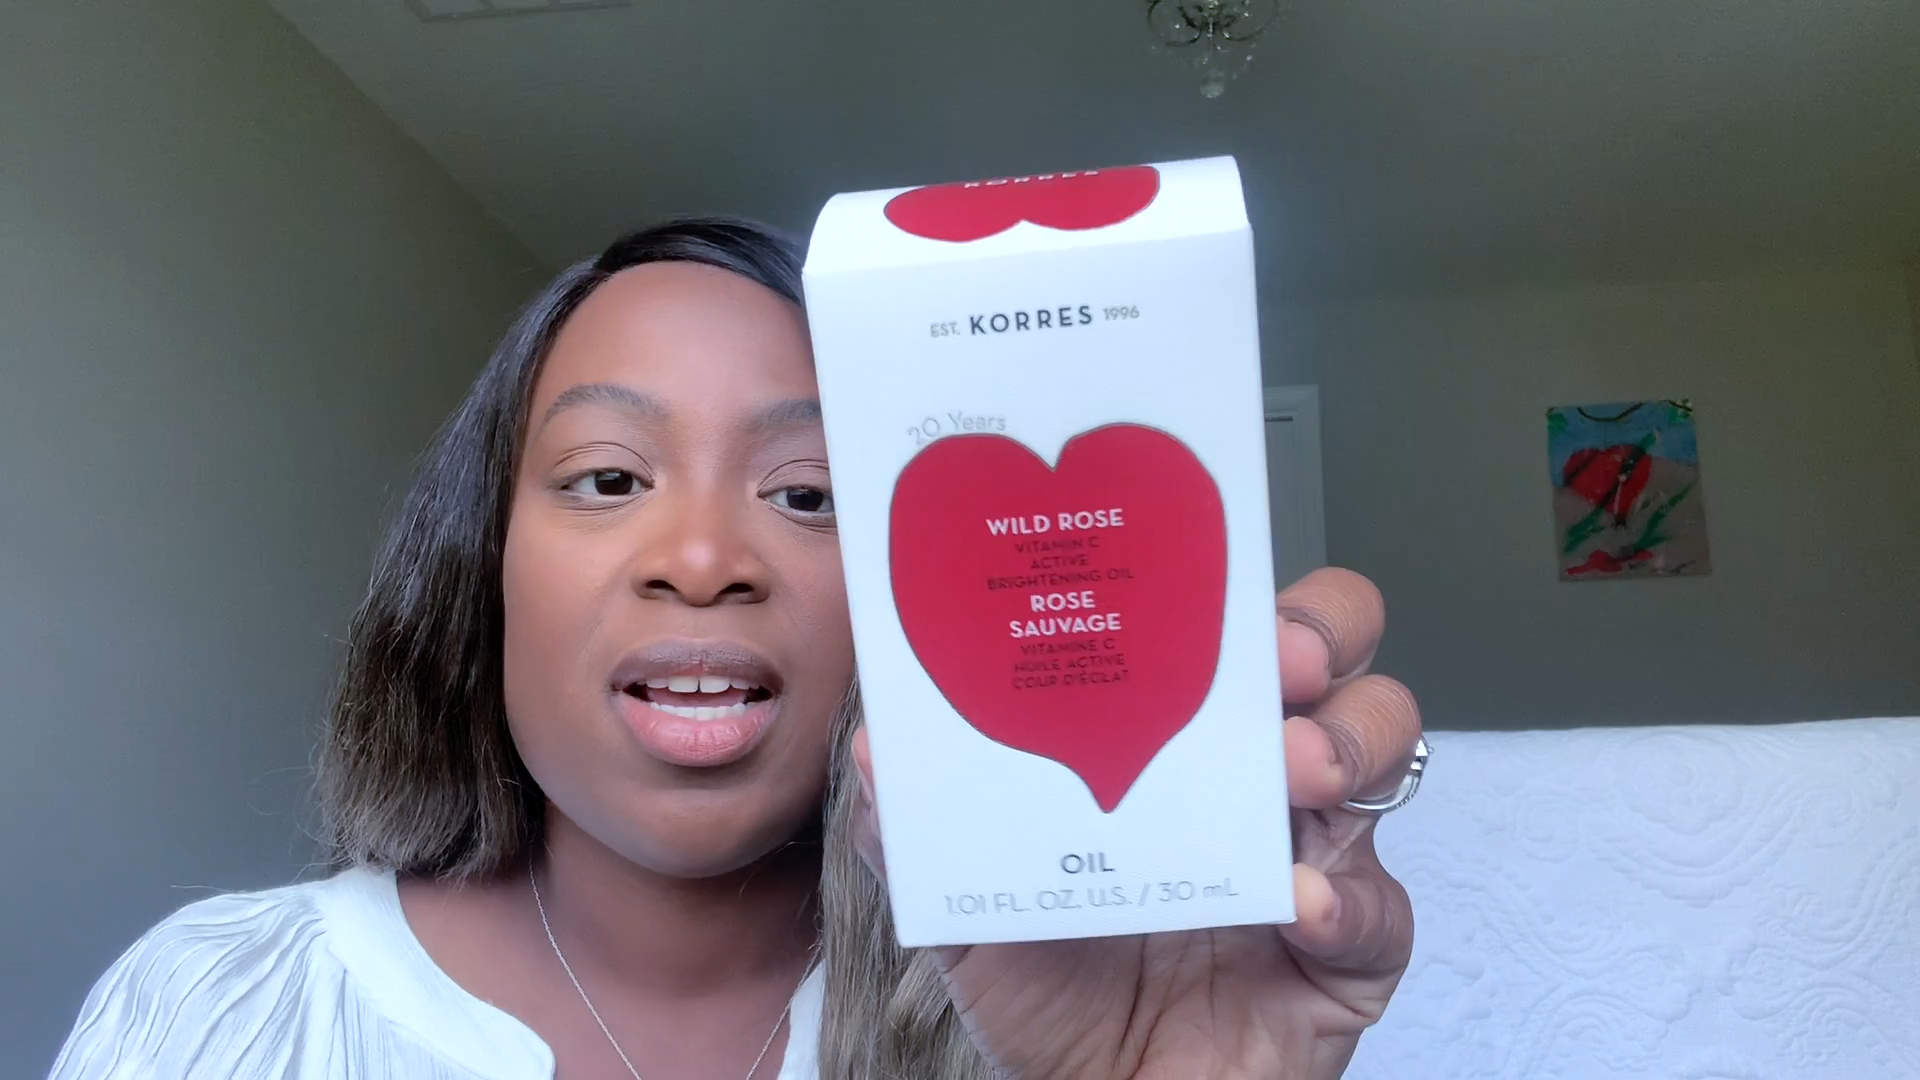 KORRES
EST. KORRES 1996
20 Years
WILD ROSE
VITAMIN C
ACTIVE
BRIGHTENING OIL
ROSE
SAUVAGE
VITAMINE C
HUILE ACTIVE
COUP D'ÉCLAT
OIL
1.01 FL. OZ. U.S. / 30 mL